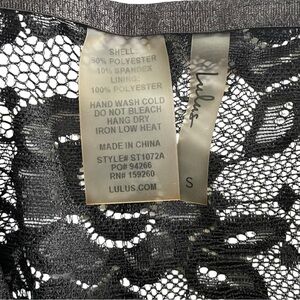 SHELL:
90% POLYESTER
10% SPANDEX
LINING:
100% POLYESTER
HAND WASH COLD
DO NOT BLEACH
HANG DRY
IRON LOW HEAT
MADE IN CHINA
STYLE# ST1072A
PO# 94266
RN# 159260
LULUS.COM
Lulus
S